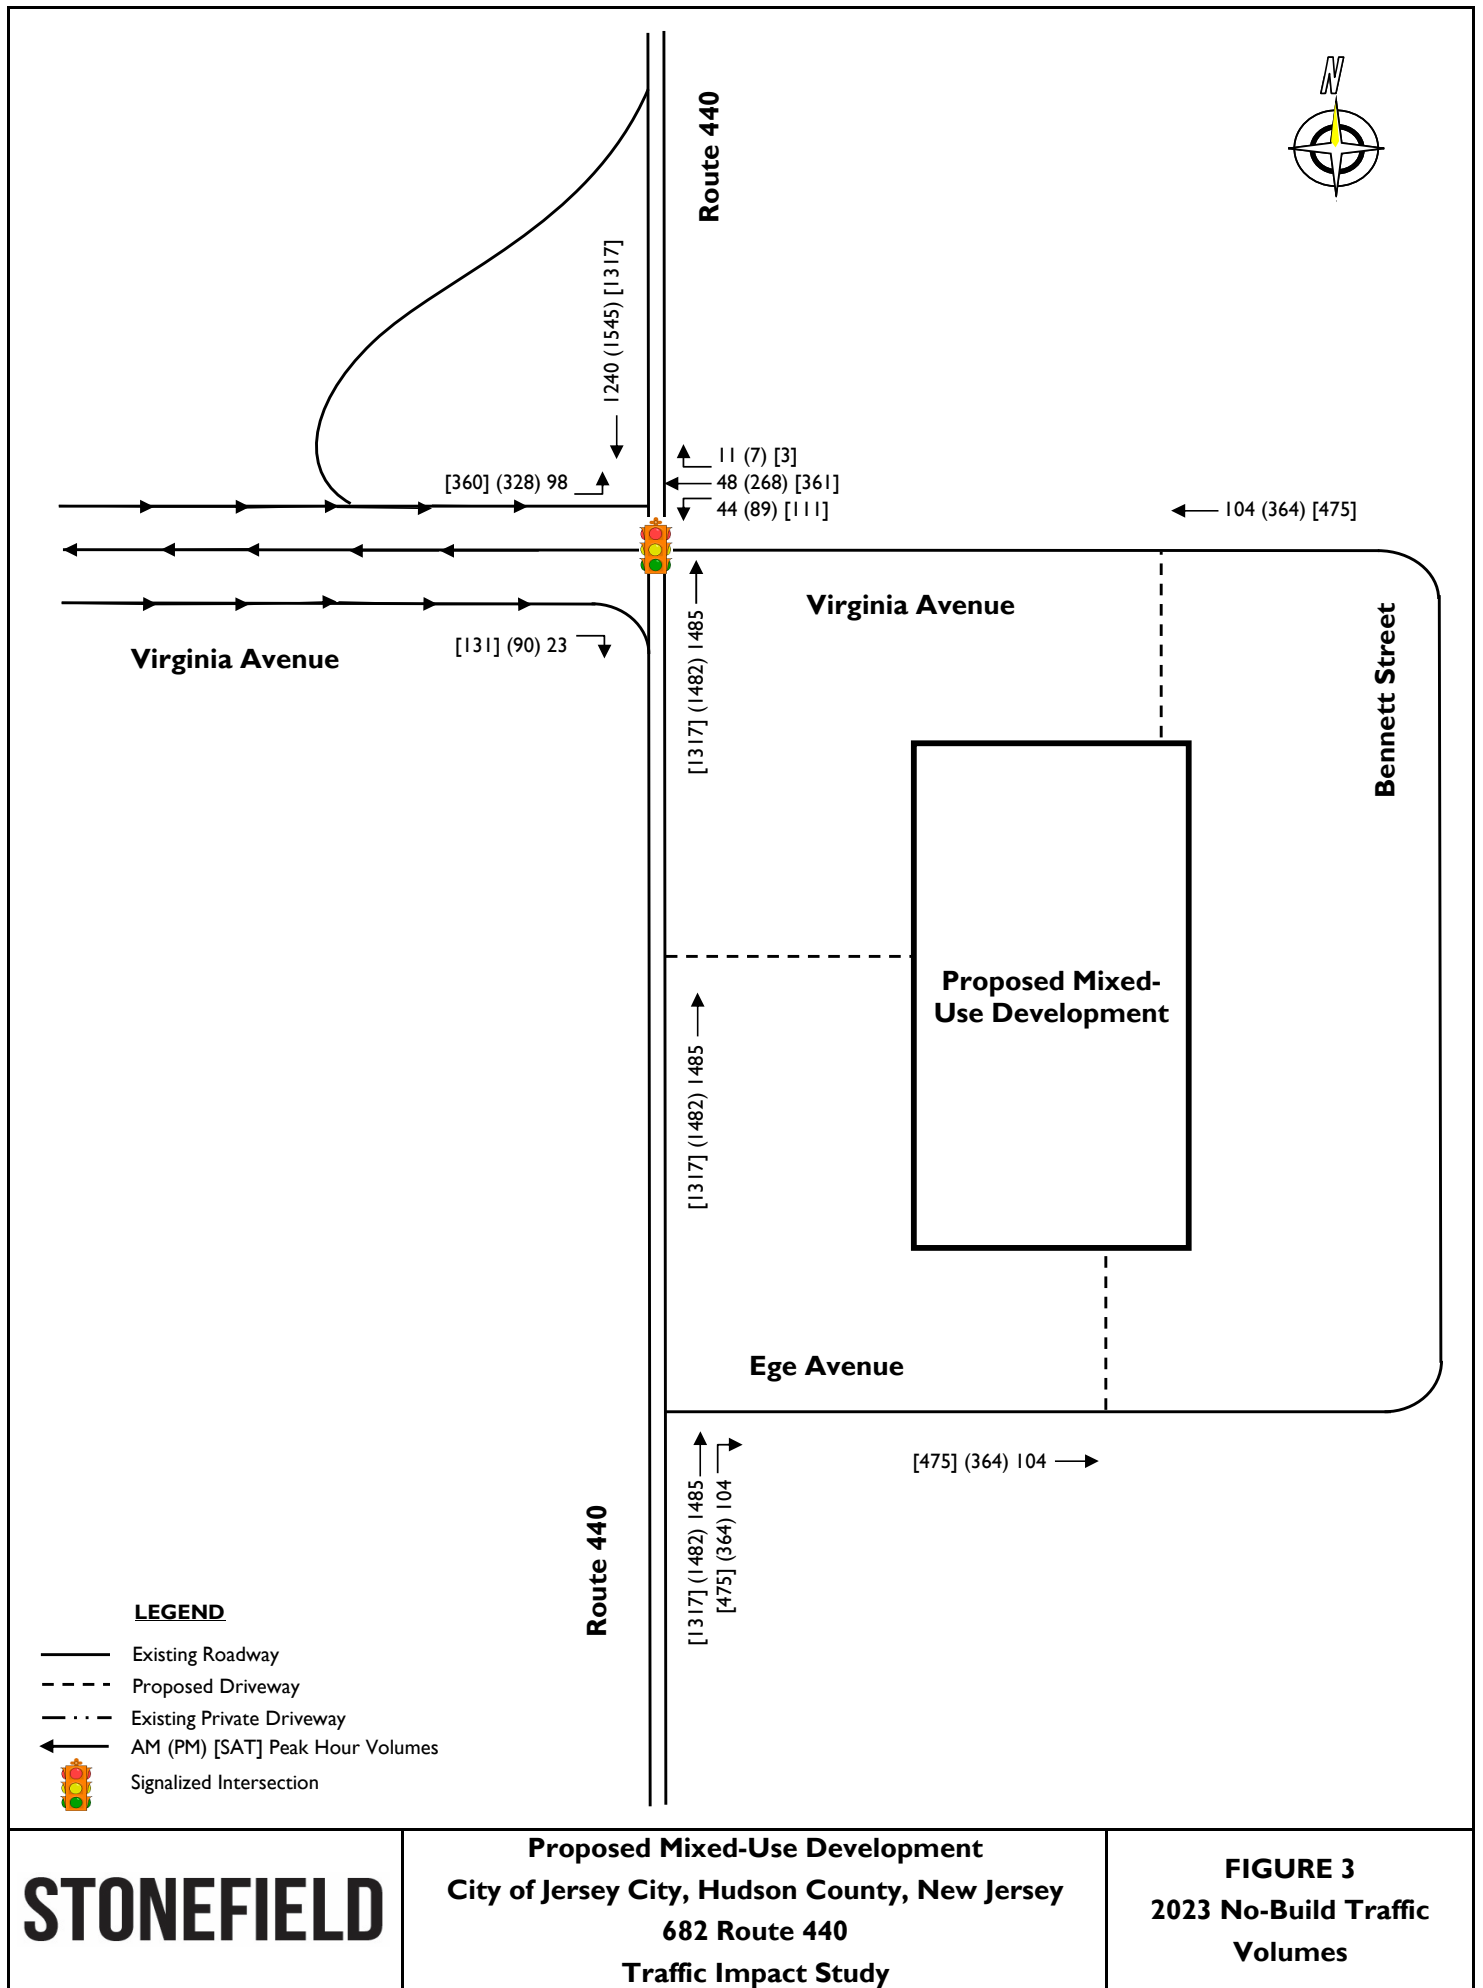 N
Route 440
1240 (1545) [1317]
11 (7) [3]
[360] (328) 98
48 (268) [361]
44 (89) [111]
104 (364) [475]
Virginia Avenue
[131] (90) 23
Virginia Avenue
[1317] (1482) 1485
Bennett Street
Proposed Mixed-
Use Development
[1317] (1482) 1485
Ege Avenue
[475] (364) 104
[1317] (1482) 1485
[475] (364) 104
Route 440
LEGEND
Existing Roadway
Proposed Driveway
Existing Private Driveway
AM (PM) [SAT] Peak Hour Volumes
Signalized Intersection
STONEFIELD
Proposed Mixed-Use Development
City of Jersey City, Hudson County, New Jersey
682 Route 440
Traffic Impact Study
FIGURE 3
2023 No-Build Traffic
Volumes